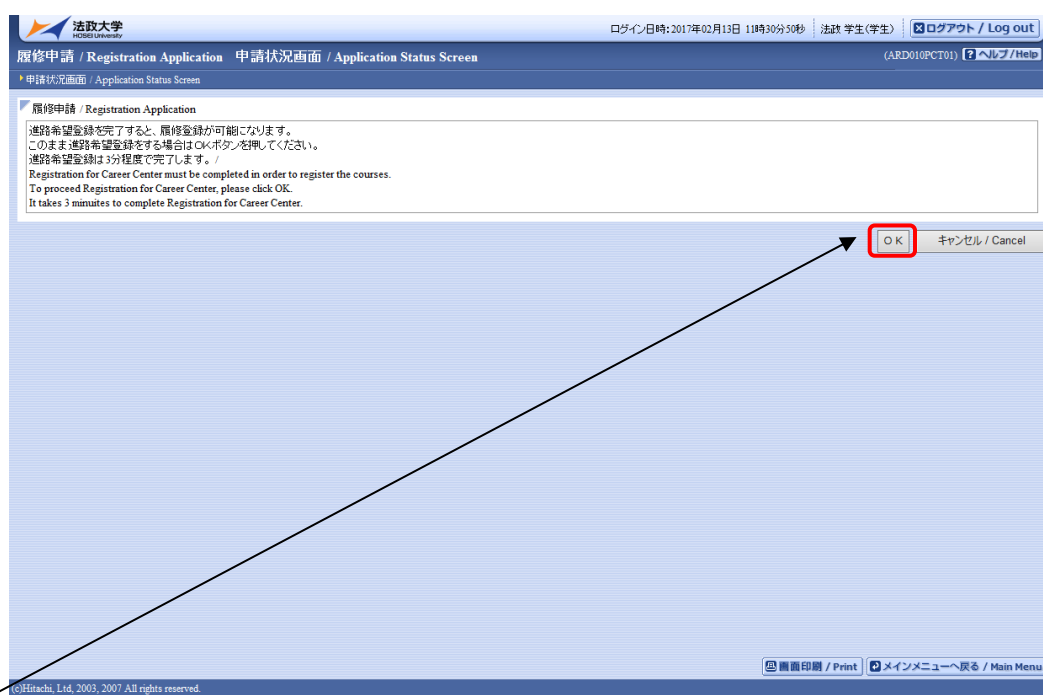 法政大学
HOSEI University
ログイン日時:2017年02月13日 11時30分50秒 法政 学生(学生) ログアウト / Log out
履修申請 / Registration Application 申請状況画面 / Application Status Screen (ARD010PCT01) ヘルプ/Help
申請状況画面 / Application Status Screen
履修申請 / Registration Application
進路希望登録を完了すると、履修登録が可能になります。
このまま進路希望登録をする場合はOKボタンを押してください。
進路希望登録は3分程度で完了します。/
Registration for Career Center must be completed in order to register the courses.
To proceed Registration for Career Center, please click OK.
It takes 3 minuites to complete Registration for Career Center.
ＯＫ キャンセル / Cancel
画面印刷 / Print メインメニューへ戻る / Main Menu
(c)Hitachi, Ltd, 2003, 2007 All rights reserved.